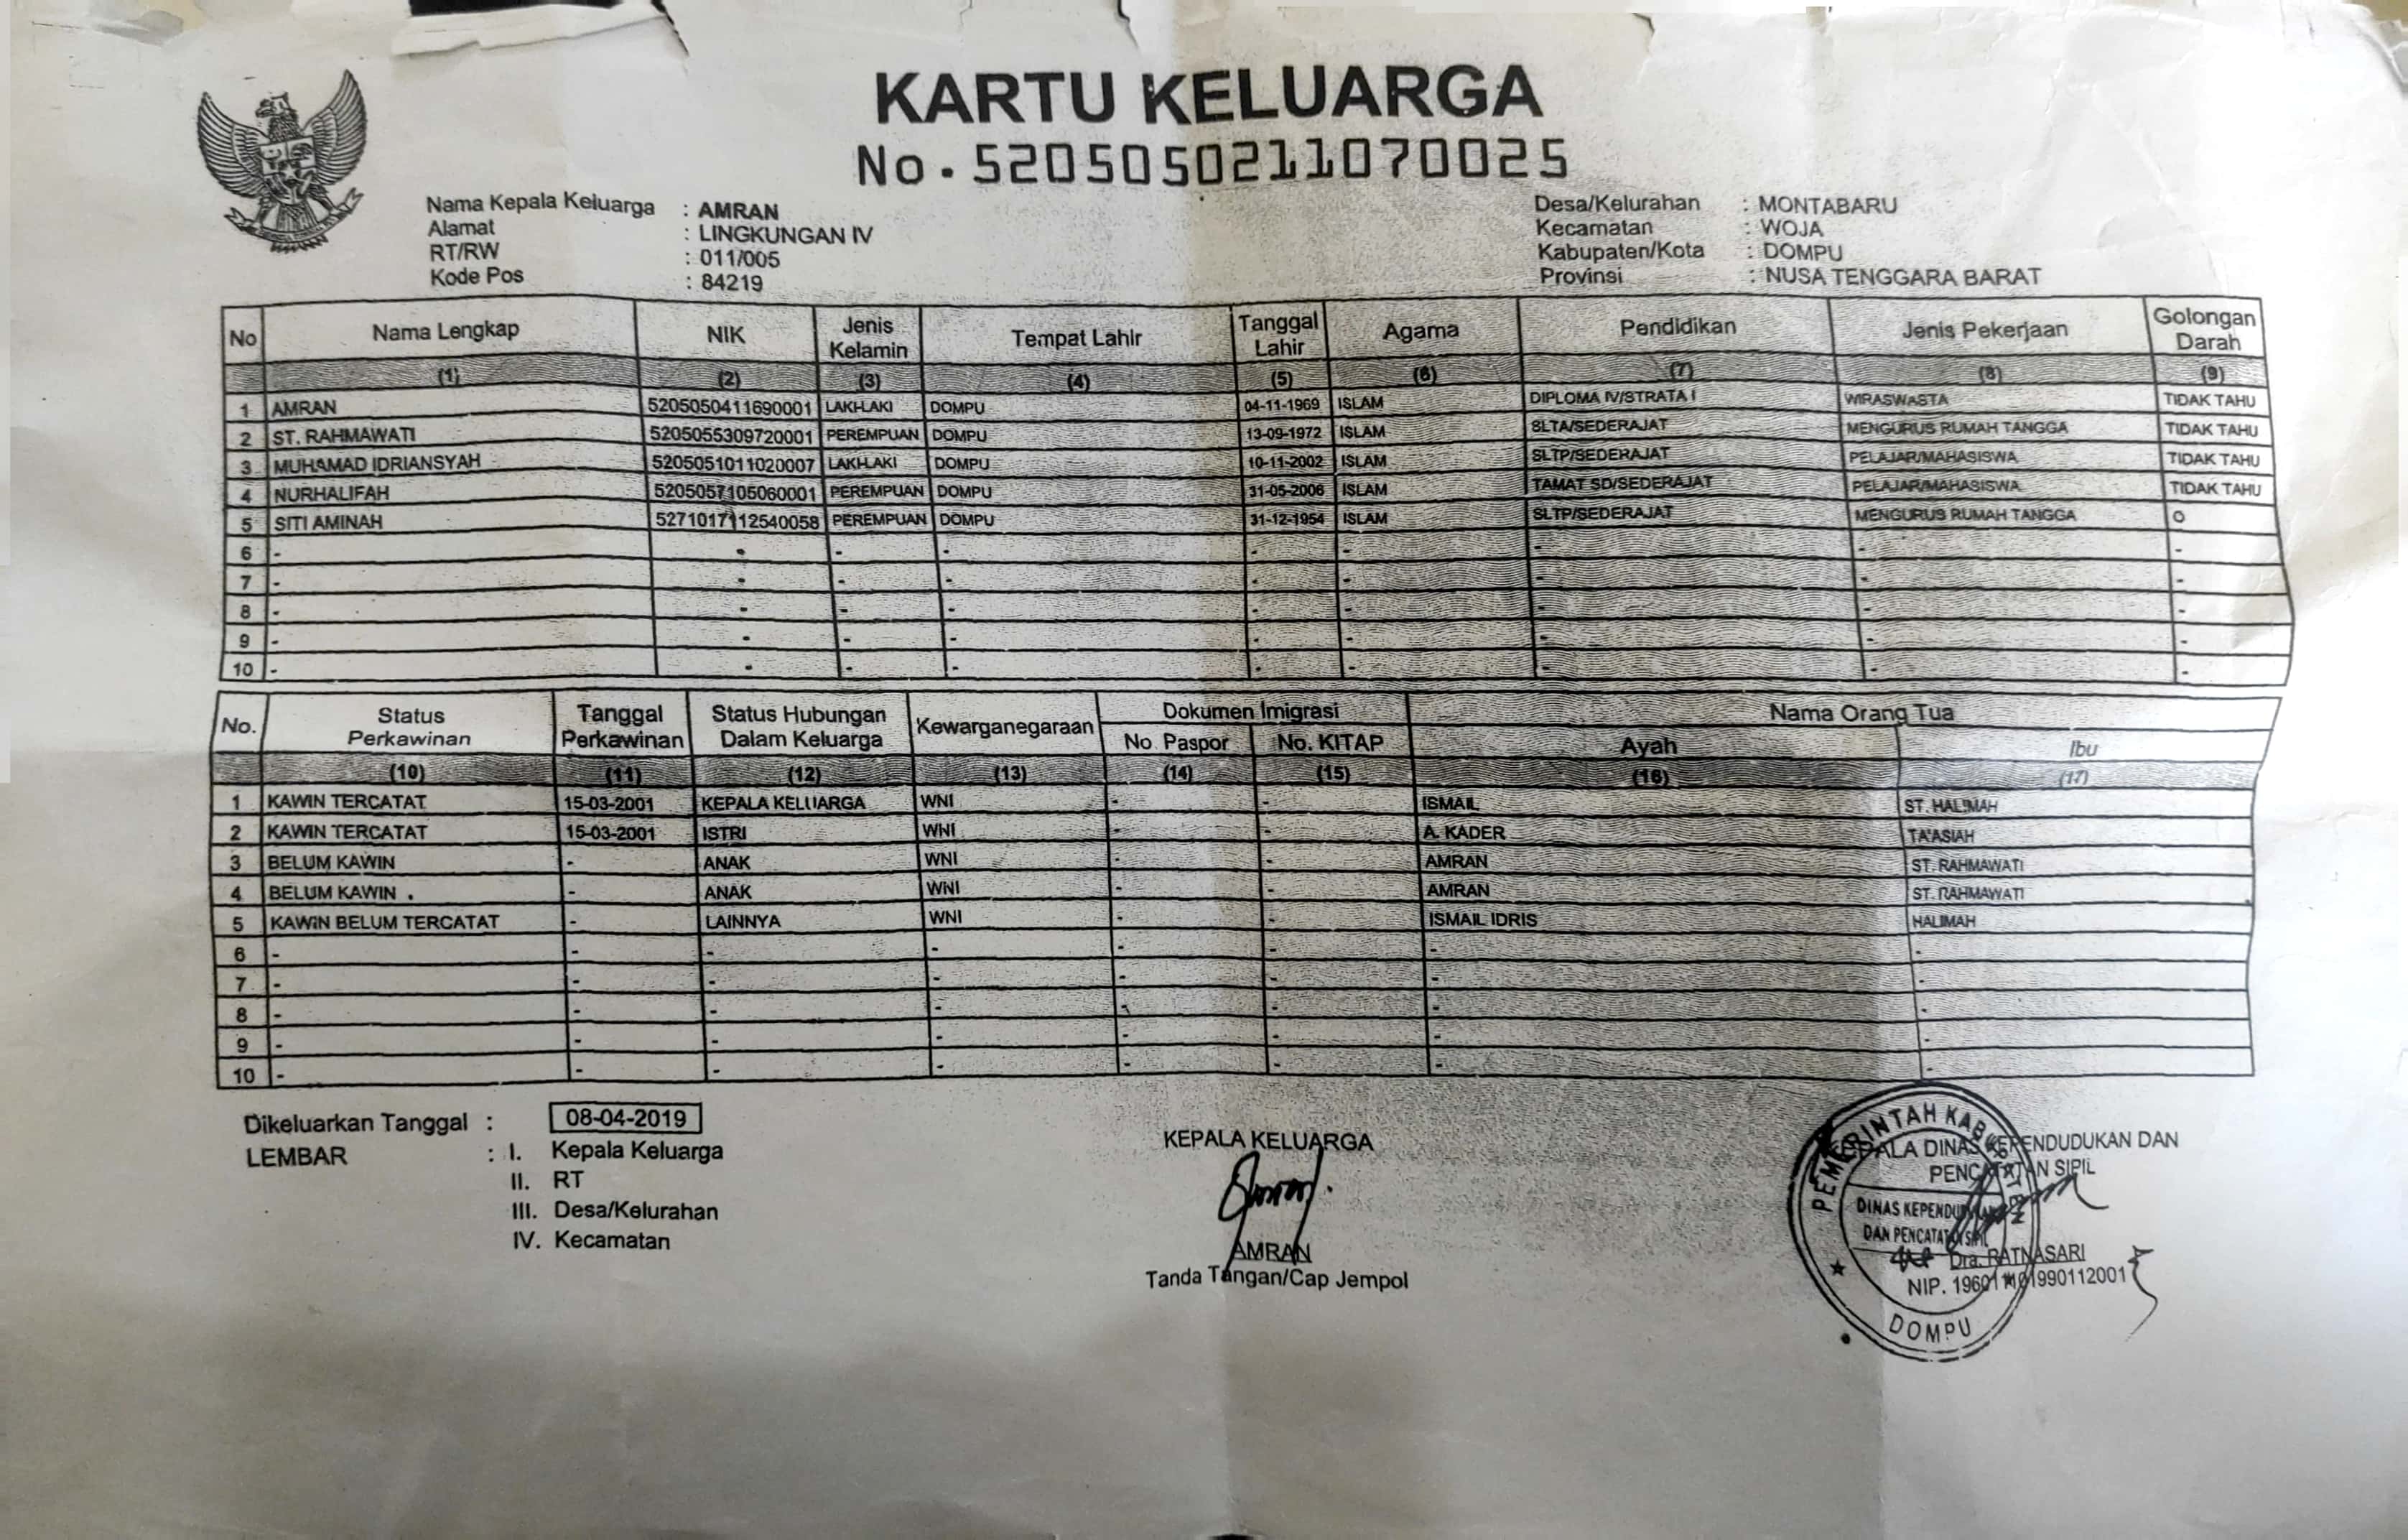 KARTU KELUARGA
No. 5205050211070025
Nama Kepala Keluarga : AMRAN
Alamat : LINGKUNGAN IV
RT/RW : 011/005
Kode Pos : 84219
Desa/Kelurahan : MONTABARU
Kecamatan : WOJA
Kabupaten/Kota : DOMPU
Provinsi : NUSA TENGGARA BARAT
No Nama Lengkap NIK Jenis Kelamin Tempat Lahir Tanggal Lahir Agama Pendidikan Jenis Pekerjaan Golongan Darah
(1) (2) (3) (4) (5) (6) (7) (8) (9)
1 AMRAN 5205050411690001 LAKI-LAKI DOMPU 04-11-1969 ISLAM DIPLOMA IV/STRATA I WIRASWASTA TIDAK TAHU
2 ST. RAHMAWATI 5205055309720001 PEREMPUAN DOMPU 13-09-1972 ISLAM SLTA/SEDERAJAT MENGURUS RUMAH TANGGA TIDAK TAHU
3 MUHAMAD IDRIANSYAH 5205051011020007 LAKI-LAKI DOMPU 10-11-2002 ISLAM SLTP/SEDERAJAT PELAJAR/MAHASISWA TIDAK TAHU
4 NURHALIFAH 5205057105060001 PEREMPUAN DOMPU 31-05-2006 ISLAM TAMAT SD/SEDERAJAT PELAJAR/MAHASISWA TIDAK TAHU
5 SITI AMINAH 5271017112540058 PEREMPUAN DOMPU 31-12-1954 ISLAM SLTP/SEDERAJAT MENGURUS RUMAH TANGGA O
6 - - - - - - - - -
7 - - - - - - - - -
8 - - - - - - - - -
9 - - - - - - - - -
10 - - - - - - - - -
No. Status Perkawinan Tanggal Perkawinan Status Hubungan Dalam Keluarga Kewarganegaraan Dokumen Imigrasi Nama Orang Tua
No. Paspor No. KITAP Ayah Ibu
(10) (11) (12) (13) (14) (15) (16) (17)
1 KAWIN TERCATAT 15-03-2001 KEPALA KELUARGA WNI - - ISMAIL ST. HALIMAH
2 KAWIN TERCATAT 15-03-2001 ISTRI WNI - - A. KADER TA'ASIAH
3 BELUM KAWIN - ANAK WNI - - AMRAN ST. RAHMAWATI
4 BELUM KAWIN - ANAK WNI - - AMRAN ST. RAHMAWATI
5 KAWIN BELUM TERCATAT - LAINNYA WNI - - ISMAIL IDRIS HALIMAH
6 - - - - - - - -
7 - - - - - - - -
8 - - - - - - - -
9 - - - - - - - -
10 - - - - - - - -
Dikeluarkan Tanggal : 08-04-2019
LEMBAR : I. Kepala Keluarga
II. RT
III. Desa/Kelurahan
IV. Kecamatan
KEPALA KELUARGA
AMRAN
Tanda Tangan/Cap Jempol
KEPALA DINAS KEPENDUDUKAN DAN
PENCATATAN SIPIL
Dra. RATNASARI
PEMERINTAH
DINAS KEPENDUDUKAN
DAN PENCATATAN SIPIL
DOMPU